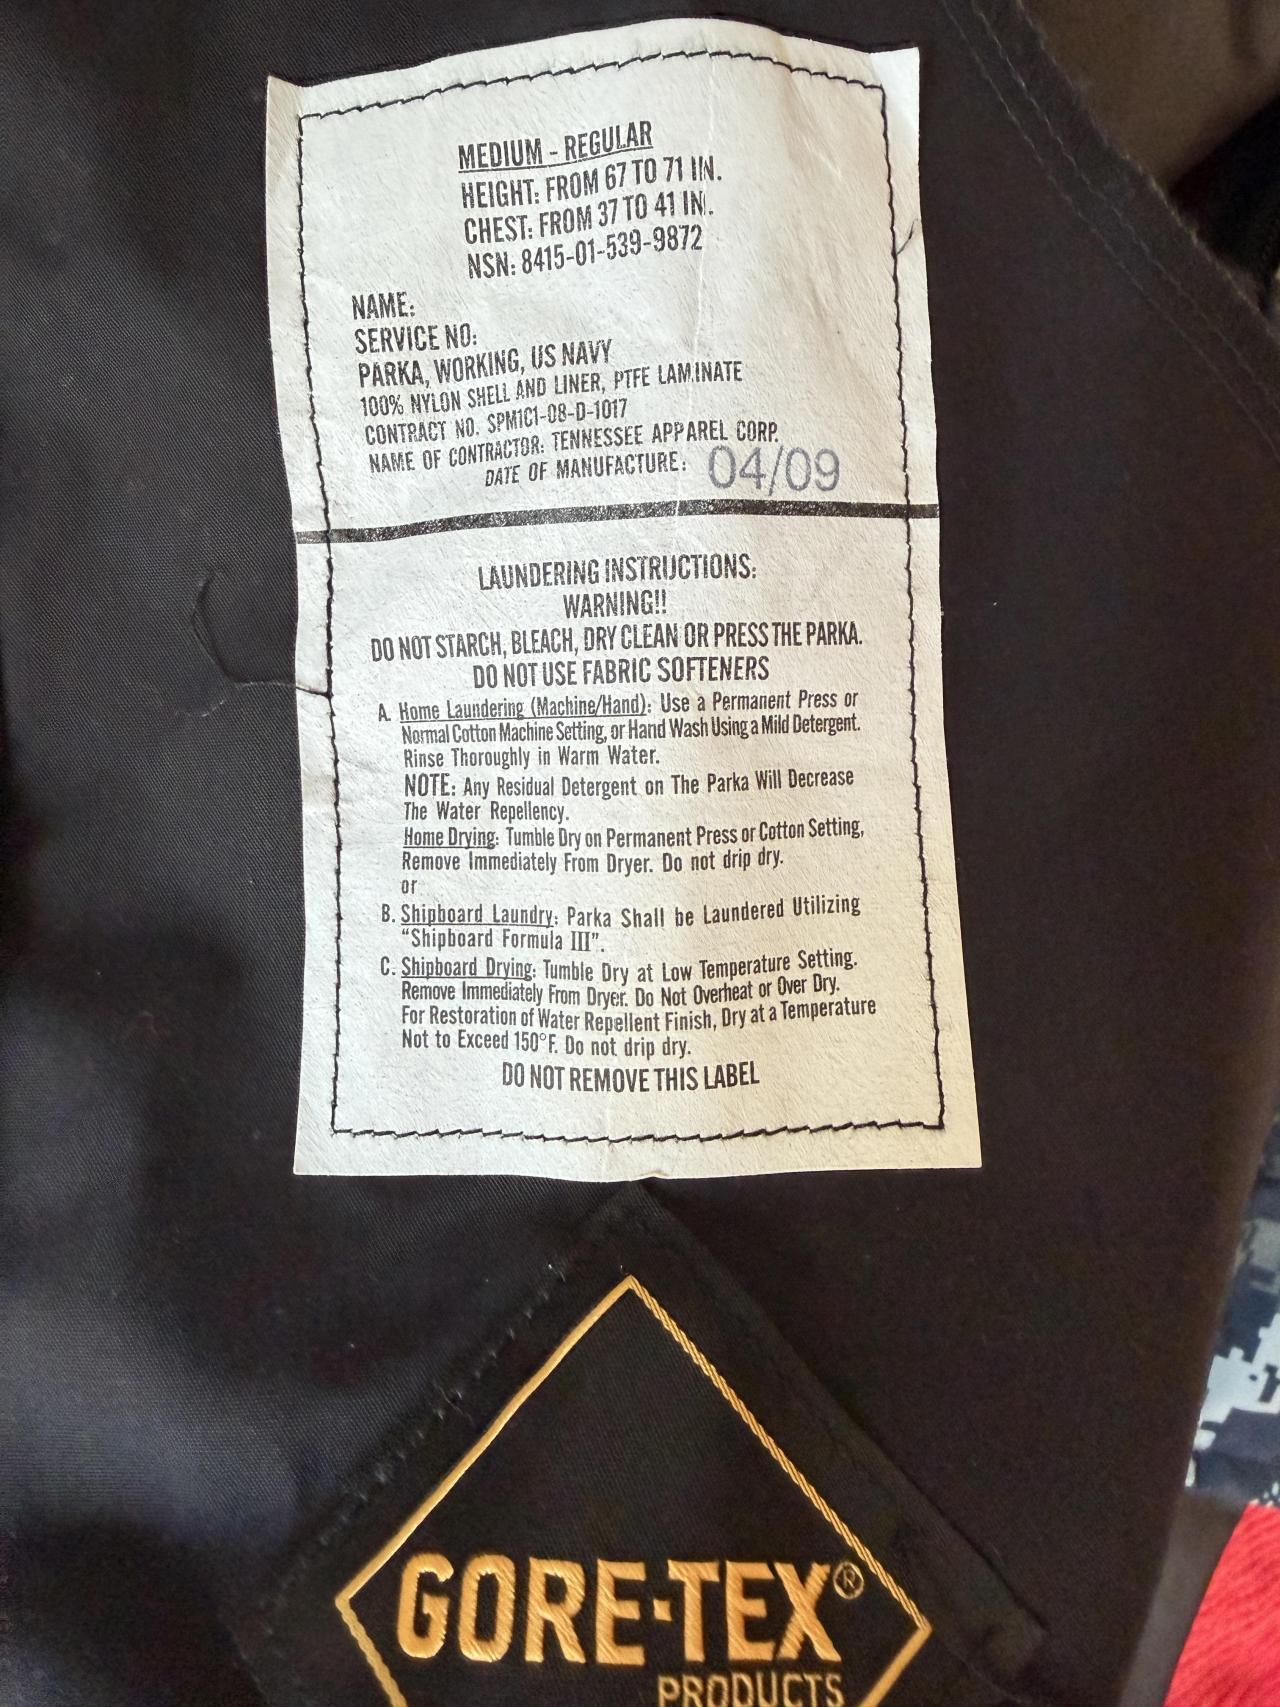 MEDIUM - REGULAR
HEIGHT: FROM 67 TO 71 IN.
CHEST: FROM 37 TO 41 IN.
NSN: 8415-01-539-9872
NAME:
SERVICE NO:
PARKA, WORKING, US NAVY
100% NYLON SHELL AND LINER, PTFE LAMINATE
CONTRACT NO. SPM1C1-08-D-1017
NAME OF CONTRACTOR: TENNESSEE APPAREL CORP.
DATE OF MANUFACTURE: 04/09
LAUNDERING INSTRUCTIONS:
WARNING!!
DO NOT STARCH, BLEACH, DRY CLEAN OR PRESS THE PARKA.
DO NOT USE FABRIC SOFTENERS
A. Home Laundering (Machine/Hand): Use a Permanent Press or
Normal Cotton Machine Setting, or Hand Wash Using a Mild Detergent.
Rinse Thoroughly in Warm Water.
NOTE: Any Residual Detergent on The Parka Will Decrease
The Water Repellency.
Home Drying: Tumble Dry on Permanent Press or Cotton Setting,
Remove Immediately From Dryer. Do not drip dry.
or
B. Shipboard Laundry: Parka Shall be Laundered Utilizing
"Shipboard Formula III".
C. Shipboard Drying: Tumble Dry at Low Temperature Setting.
Remove Immediately From Dryer. Do Not Overheat or Over Dry.
For Restoration of Water Repellent Finish, Dry at a Temperature
Not to Exceed 150°F. Do not drip dry.
DO NOT REMOVE THIS LABEL
GORE-TEX®
PRODUCTS